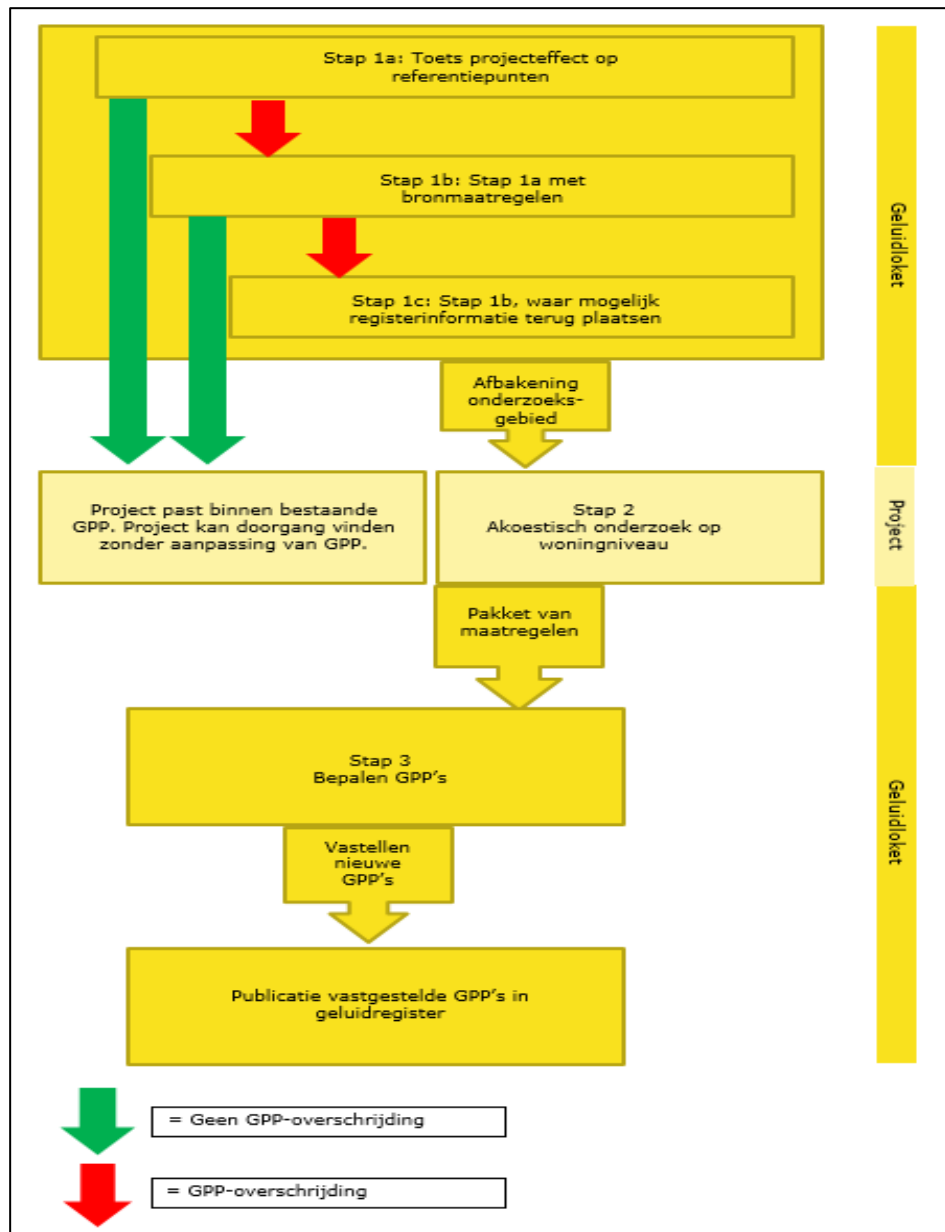 Stap 1a: Toets projecteffect op
referentiepunten
Stap 1b: Stap 1a met
bronmaatregelen
Stap 1c: Stap 1b, waar mogelijk
registerinformatie terug plaatsen
Geluidloket
Afbakening
onderzoeks-
gebied
Project past binnen bestaande
GPP. Project kan doorgang vinden
zonder aanpassing van GPP.
Stap 2
Akoestisch onderzoek op
woningniveau
Project
Pakket van
maatregelen
Stap 3
Bepalen GPP's
Geluidloket
Vastellen
nieuwe
GPP's
Publicatie vastgestelde GPP's in
geluidregister
= Geen GPP-overschrijding
= GPP-overschrijding